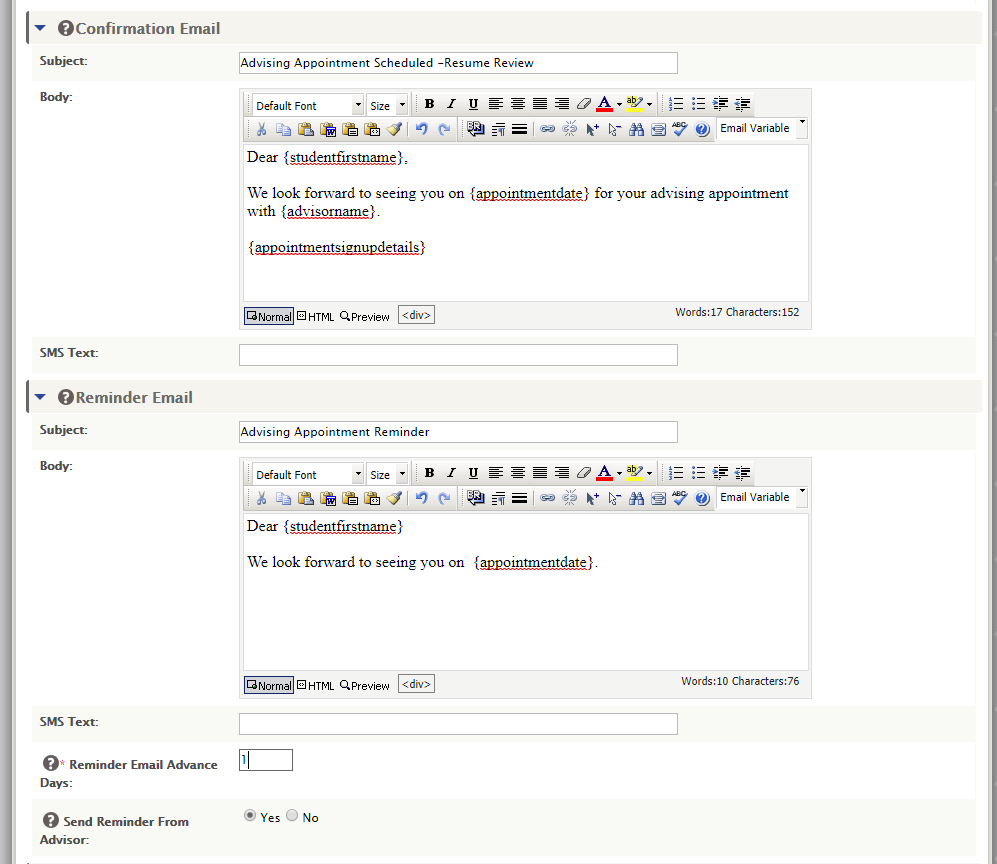 Confirmation Email
Subject:
Advising Appointment Scheduled -Resume Review
Body:
Default Font Size B I U A ab
ABC Email Variable
Dear {studentfirstname},
We look forward to seeing you on {appointmentdate} for your advising appointment
with {advisorname}.
{appointmentsignupdetails}
Normal HTML Preview <div> Words:17 Characters:152
SMS Text:
Reminder Email
Subject:
Advising Appointment Reminder
Body:
Default Font Size B I U A ab
ABC Email Variable
Dear {studentfirstname}
We look forward to seeing you on  {appointmentdate}.
Normal HTML Preview <div> Words:10 Characters:76
SMS Text:
* Reminder Email Advance
Days:
1
Send Reminder From
Advisor:
Yes No